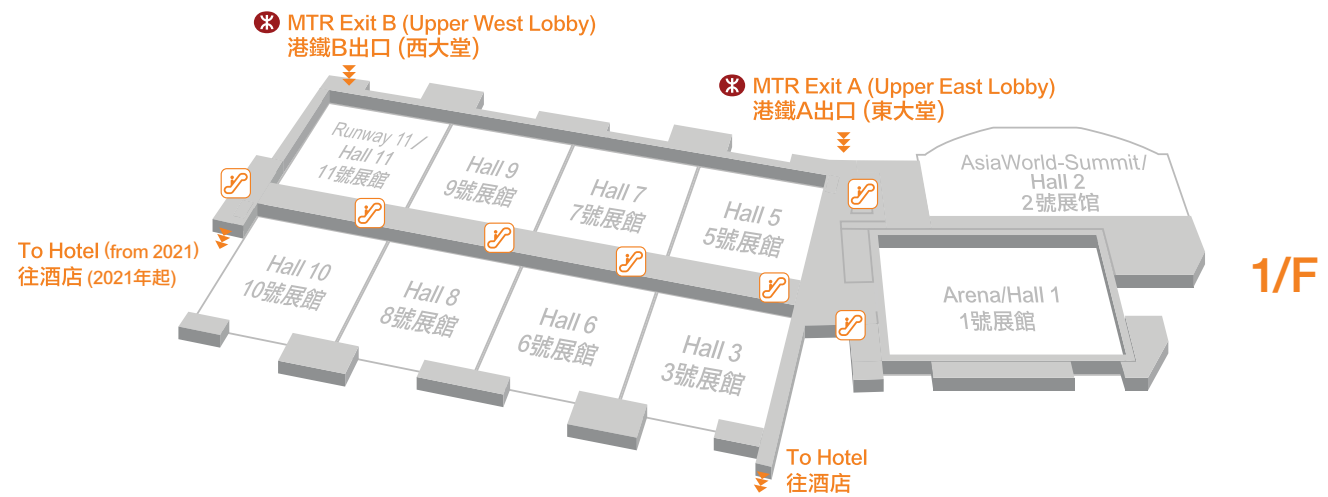 MTR Exit B (Upper West Lobby)
港鐵B出口 (西大堂)
MTR Exit A (Upper East Lobby)
港鐵A出口 (東大堂)
Runway 11/
Hall 11
11號展館
Hall 9
9號展館
Hall 7
7號展館
Hall 5
5號展館
AsiaWorld-Summit/
Hall 2
2號展馆
To Hotel (from 2021)
往酒店 (2021年起)
Hall 10
10號展館
Hall 8
8號展館
Hall 6
6號展館
Hall 3
3號展館
Arena/Hall 1
1號展館
1/F
To Hotel
往酒店